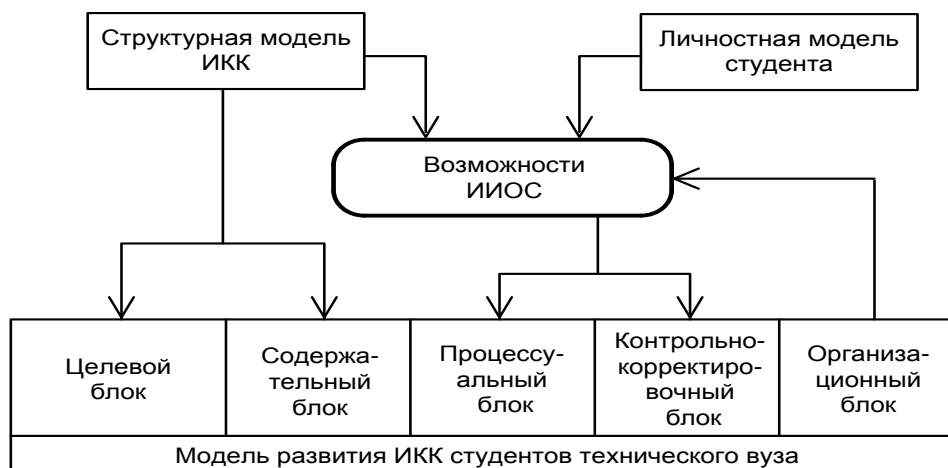 Структурная модель
ИКК
Личностная модель
студента
Возможности
ИИОС
Целевой
блок
Содержа-
тельный
блок
Процессу-
альный
блок
Контрольно-
корректиро-
вочный
блок
Организа-
ционный
блок
Модель развития ИКК студентов технического вуза